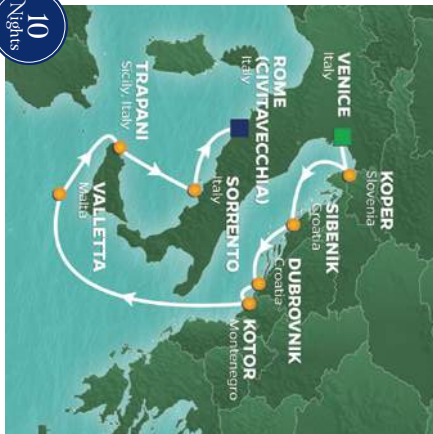 10
Nights
VENICE
Italy
KOPER
Slovenia
ŠIBENIK
Croatia
DUBROVNIK
Croatia
KOTOR
Montenegro
VALLETTA
Malta
TRAPANI
Sicily, Italy
SORRENTO
Italy
ROME
(CIVITAVECCHIA)
Italy